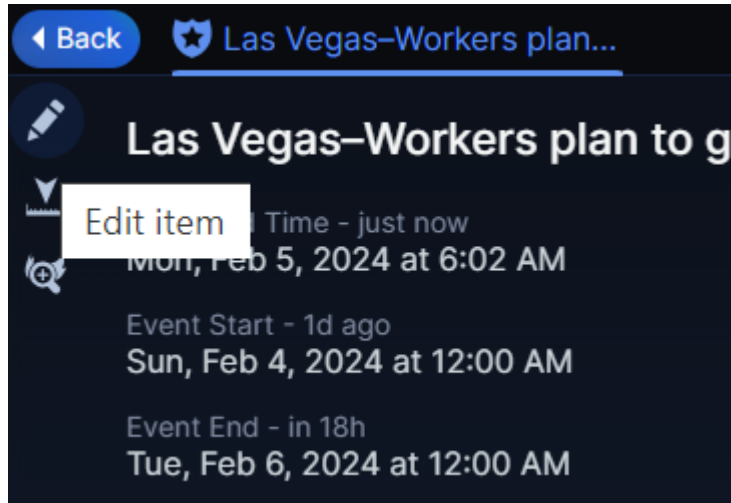 Back
Las Vegas–Workers plan...
Las Vegas–Workers plan to g
Edit item
Time - just now
Mon, Feb 5, 2024 at 6:02 AM
Event Start - 1d ago
Sun, Feb 4, 2024 at 12:00 AM
Event End - in 18h
Tue, Feb 6, 2024 at 12:00 AM